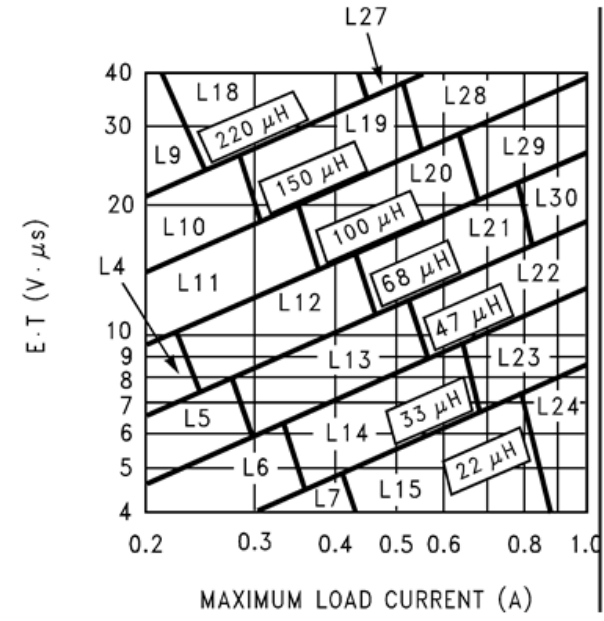 L27
40
L18
L28
30
220 μH
L19
L29
L9
150 μH
L20
L30
20
L10
100 μH
L21
L4
L11
68 μH
L22
L12
47 μH
10
9
L13
L23
8
7
L5
33 μH
L24
6
L14
L6
22 μH
5
L7
L15
4
E·T (V·μs)
0.2 0.3 0.4 0.5 0.6 0.8 1.0
MAXIMUM LOAD CURRENT (A)